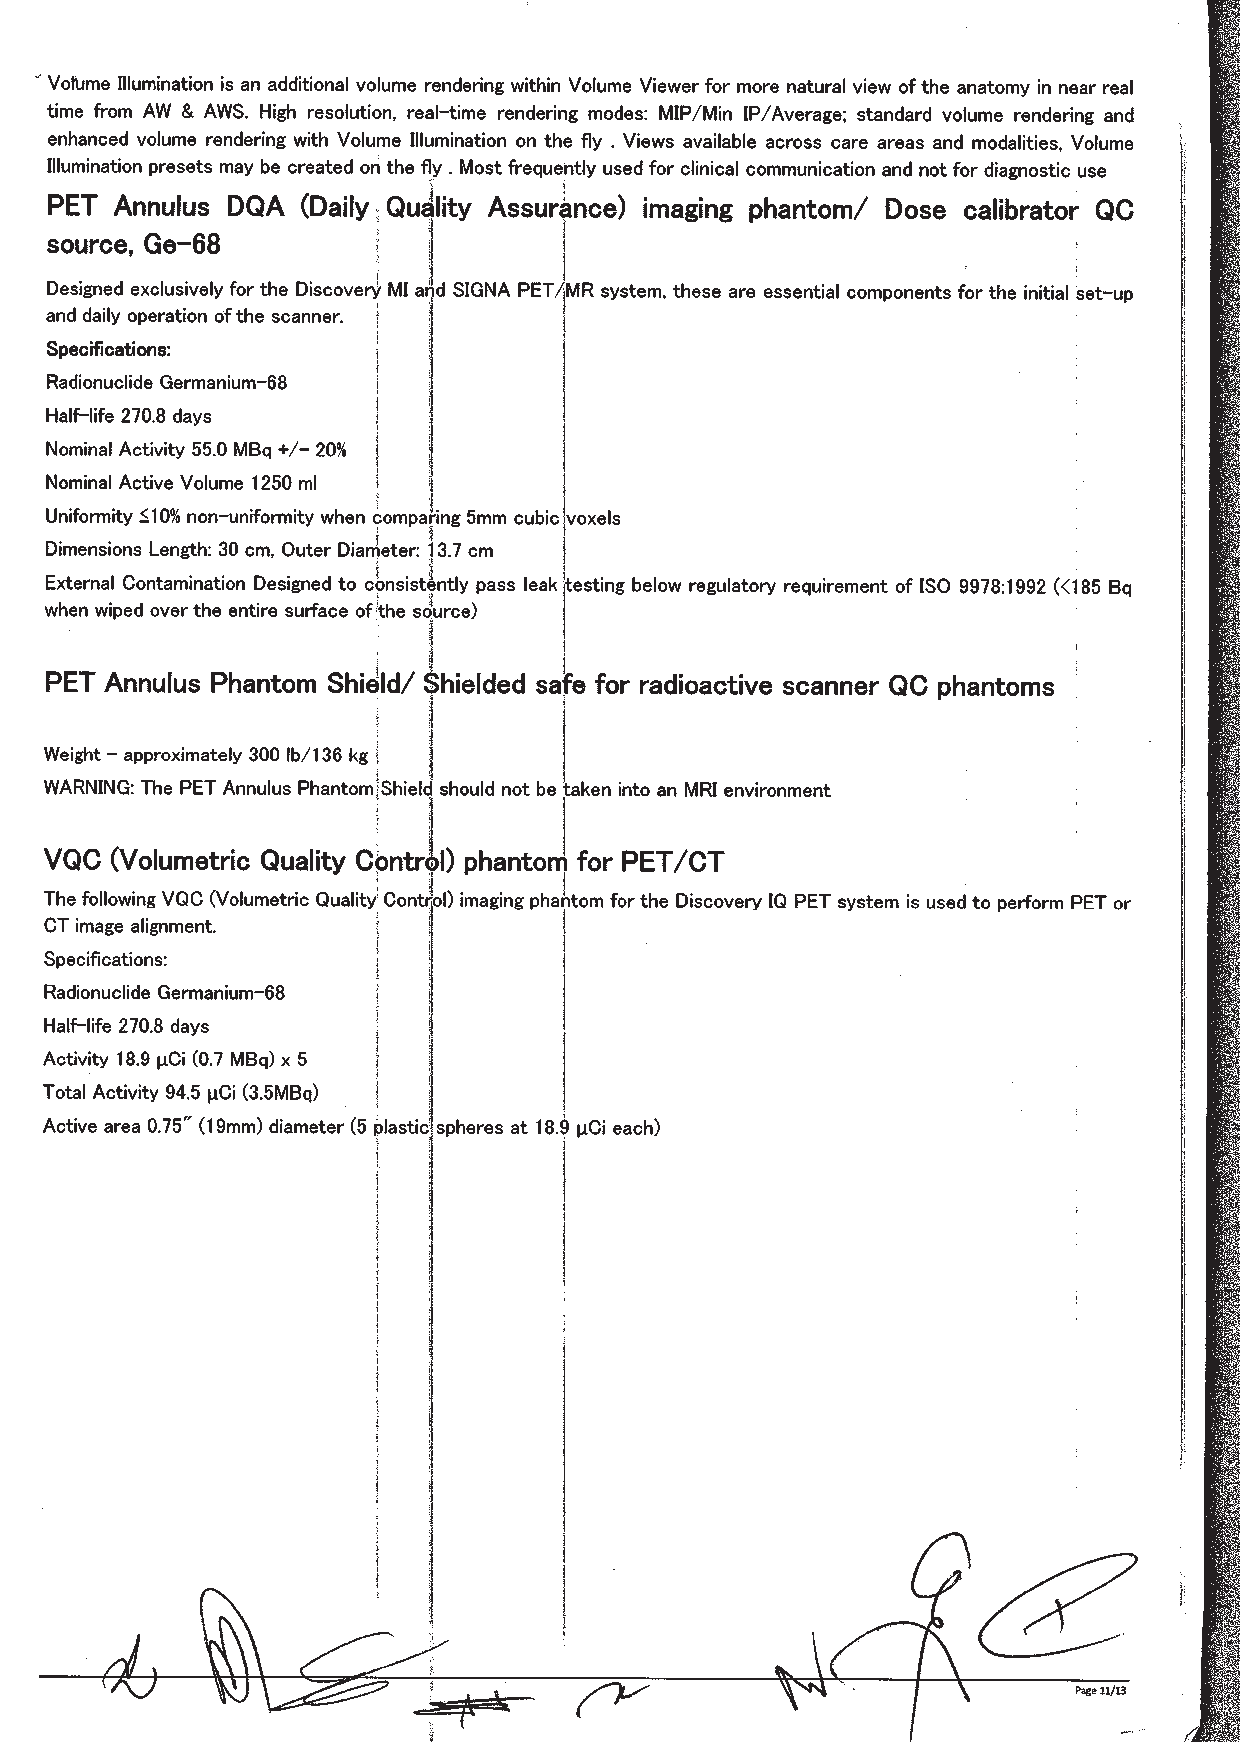 Volume Illumination is an additional volume rendering within Volume Viewer for more natural view of the anatomy in near real
time from AW & AWS. High resolution, real-time rendering modes: MIP/Min IP/Average; standard volume rendering and
enhanced volume rendering with Volume Illumination on the fly . Views available across care areas and modalities, Volume
Illumination presets may be created on the fly . Most frequently used for clinical communication and not for diagnostic use
PET Annulus DQA (Daily Quality Assurance) imaging phantom/ Dose calibrator QC
source, Ge-68
Designed exclusively for the Discovery MI and SIGNA PET/MR system, these are essential components for the initial set-up
and daily operation of the scanner.
Specifications:
Radionuclide Germanium-68
Half-life 270.8 days
Nominal Activity 55.0 MBq +/- 20%
Nominal Active Volume 1250 ml
Uniformity ≤10% non-uniformity when comparing 5mm cubic voxels
Dimensions Length: 30 cm, Outer Diameter: 13.7 cm
External Contamination Designed to consistently pass leak testing below regulatory requirement of ISO 9978:1992 (<185 Bq
when wiped over the entire surface of the source)
PET Annulus Phantom Shield/ Shielded safe for radioactive scanner QC phantoms
Weight - approximately 300 lb/136 kg
WARNING: The PET Annulus Phantom Shield should not be taken into an MRI environment
VQC (Volumetric Quality Control) phantom for PET/CT
The following VQC (Volumetric Quality Control) imaging phantom for the Discovery IQ PET system is used to perform PET or
CT image alignment.
Specifications:
Radionuclide Germanium-68
Half-life 270.8 days
Activity 18.9 µCi (0.7 MBq) x 5
Total Activity 94.5 µCi (3.5MBq)
Active area 0.75″ (19mm) diameter (5 plastic spheres at 18.9 µCi each)
Page 11/13